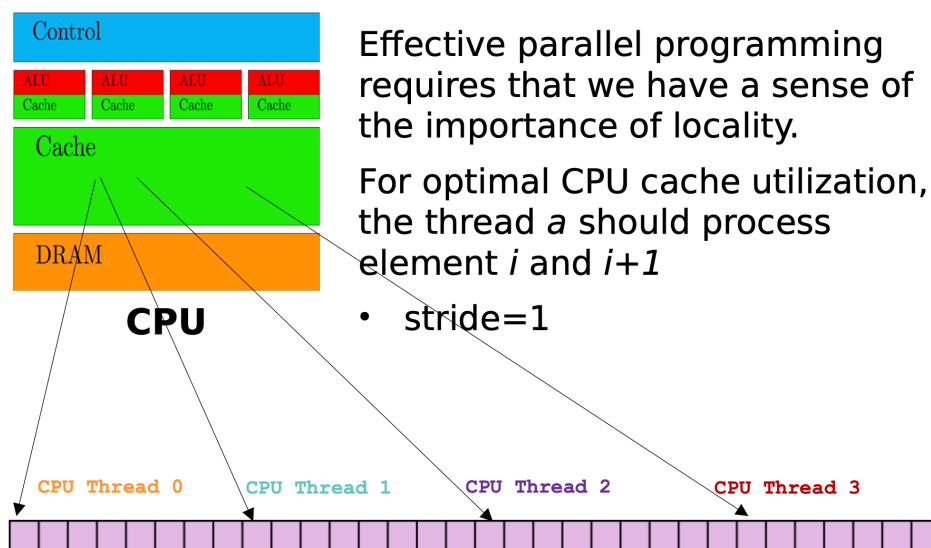 Control
ALU ALU ALU ALU
Cache Cache Cache Cache
Cache
DRAM
CPU
Effective parallel programming
requires that we have a sense of
the importance of locality.
For optimal CPU cache utilization,
the thread a should process
element i and i+1
• stride=1
CPU Thread 0 CPU Thread 1 CPU Thread 2 CPU Thread 3